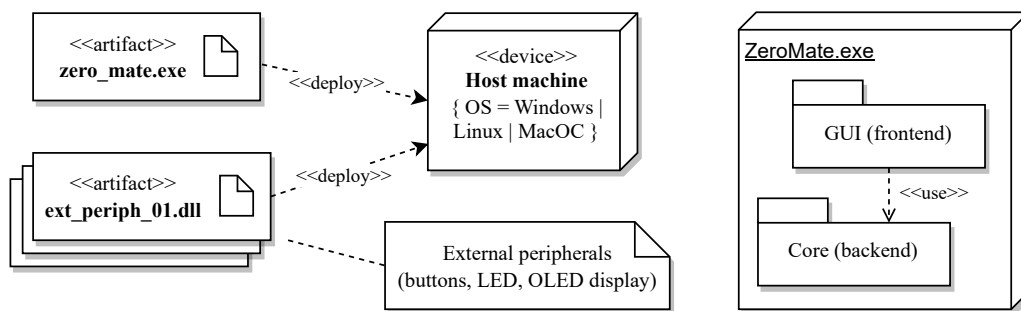 <<artifact>>
zero_mate.exe
<<deploy>>
<<device>>
Host machine
{ OS = Windows |
Linux | MacOC }
<<artifact>>
ext_periph_01.dll
<<deploy>>
External peripherals
(buttons, LED, OLED display)
ZeroMate.exe
GUI (frontend)
<<use>>
Core (backend)